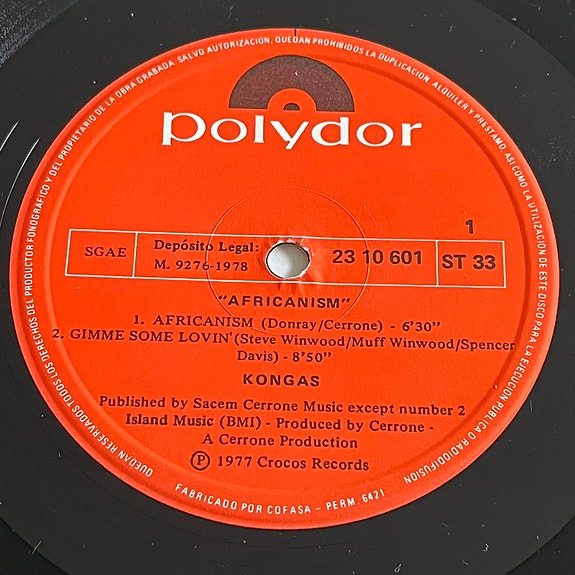 QUEDAN RESERVADOS TODOS LOS DERECHOS DEL PRODUCTOR FONOGRAFICO Y DEL PROPIETARIO DE LA OBRA GRABADA. SALVO AUTORIZACION, QUEDAN PROHIBIDOS LA DUPLICACION, ALQUILER Y PRESTAMO, ASI COMO LA UTILIZACION DE ESTE DISCO PARA LA EJECUCION PUBLICA O RADIODIFUSION
polydor
1
SGAE
Depósito Legal:
M. 9276-1978
23 10 601
ST 33
"AFRICANISM"
1. AFRICANISM (Donray/Cerrone) - 6'30"
2. GIMME SOME LOVIN' (Steve Winwood/Muff Winwood/Spencer
Davis) - 8'50"
KONGAS
Published by Sacem Cerrone Music except number 2
Island Music (BMI) - Produced by Cerrone -
A Cerrone Production
Ⓟ 1977 Crocos Records
FABRICADO POR COFASA - PERM. 6421